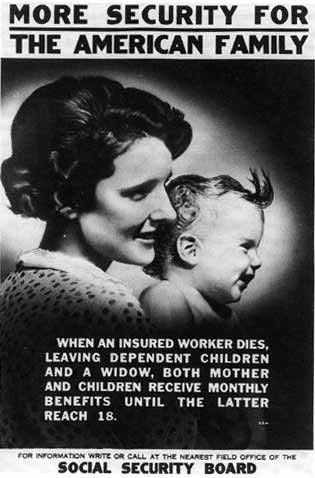 MORE SECURITY FOR
THE AMERICAN FAMILY
WHEN AN INSURED WORKER DIES,
LEAVING DEPENDENT CHILDREN
AND A WIDOW, BOTH MOTHER
AND CHILDREN RECEIVE MONTHLY
BENEFITS UNTIL THE LATTER
REACH 18.
FOR INFORMATION WRITE OR CALL AT THE NEAREST FIELD OFFICE OF THE
SOCIAL SECURITY BOARD